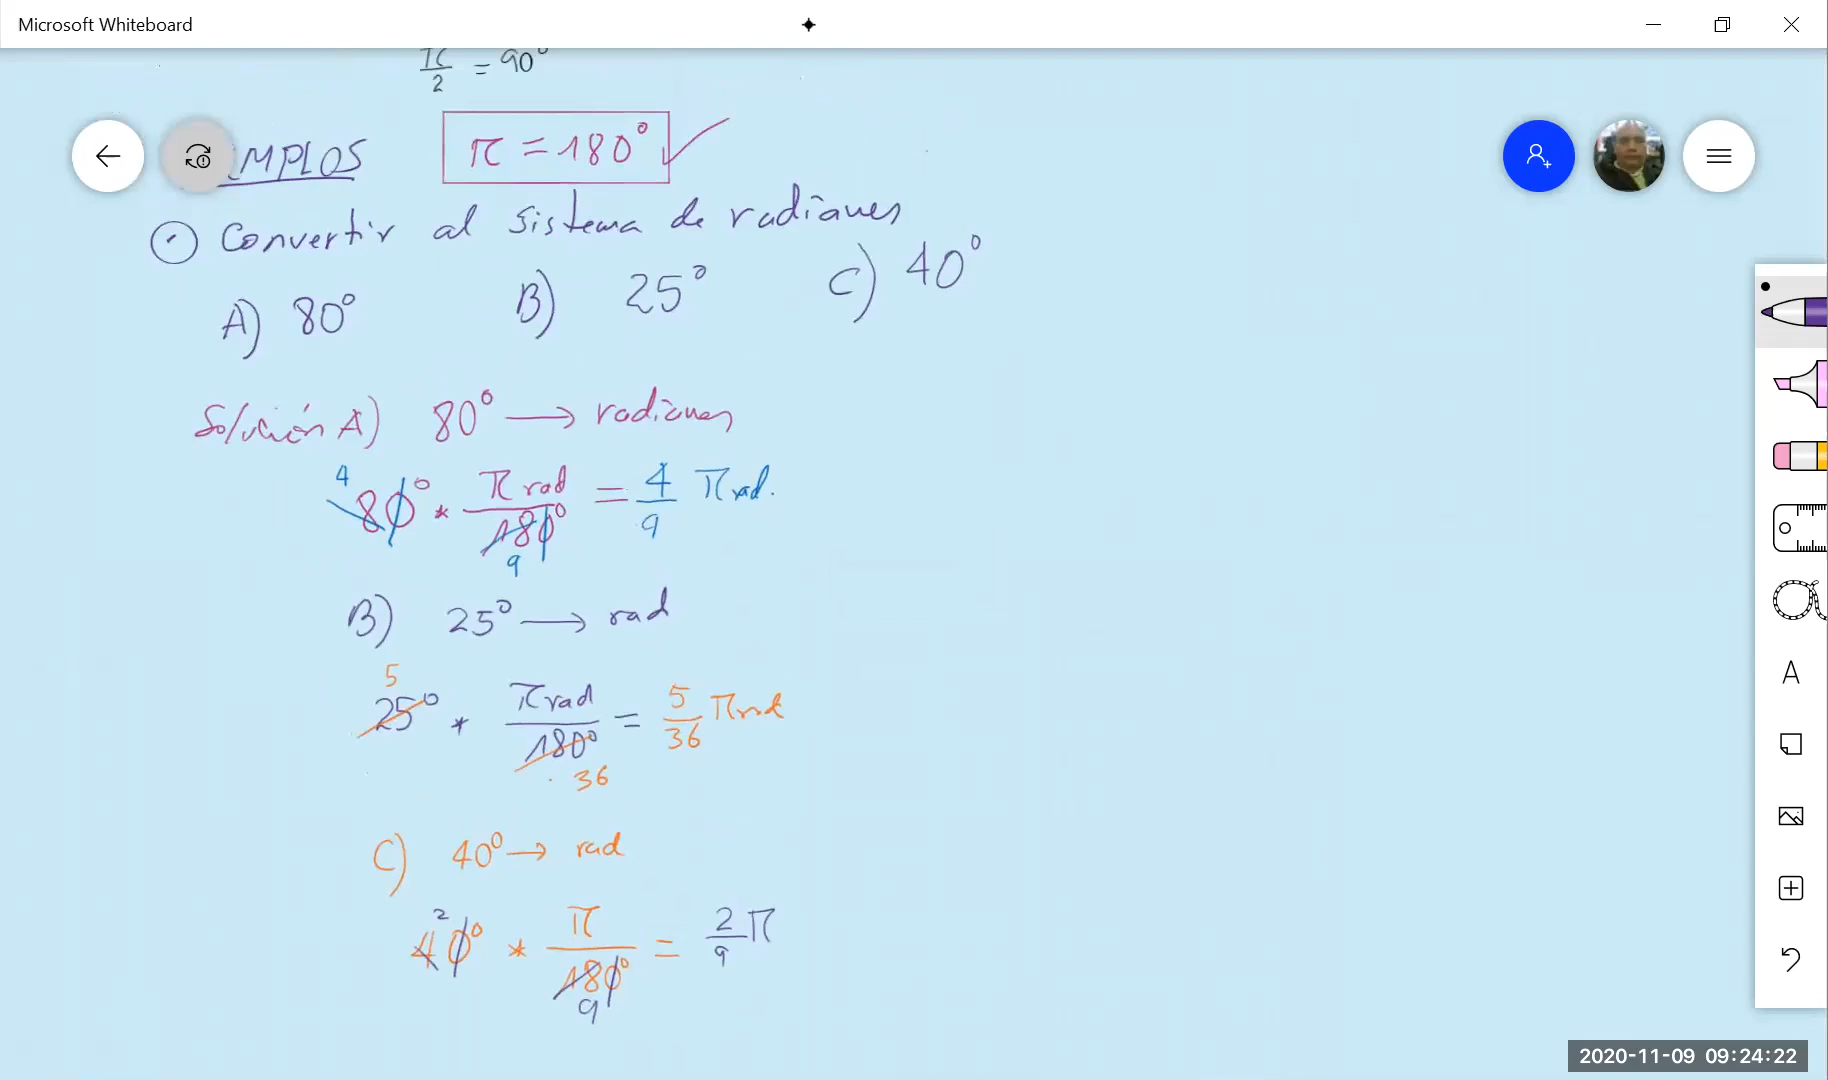 Microsoft Whiteboard
π/2 = 90°
MPLOS
π = 180°
Convertir al sistema de radianes
A) 80° B) 25° C) 40°
Solución A) 80° → radianes
4
80° * π rad/180° = 4/9 π rad.
9
B) 25° → rad
5
25° * π rad/180° = 5/36 π rad
36
C) 40° → rad
2
40° * π/180° = 2/9 π
9
A
2020-11-09 09:24:22